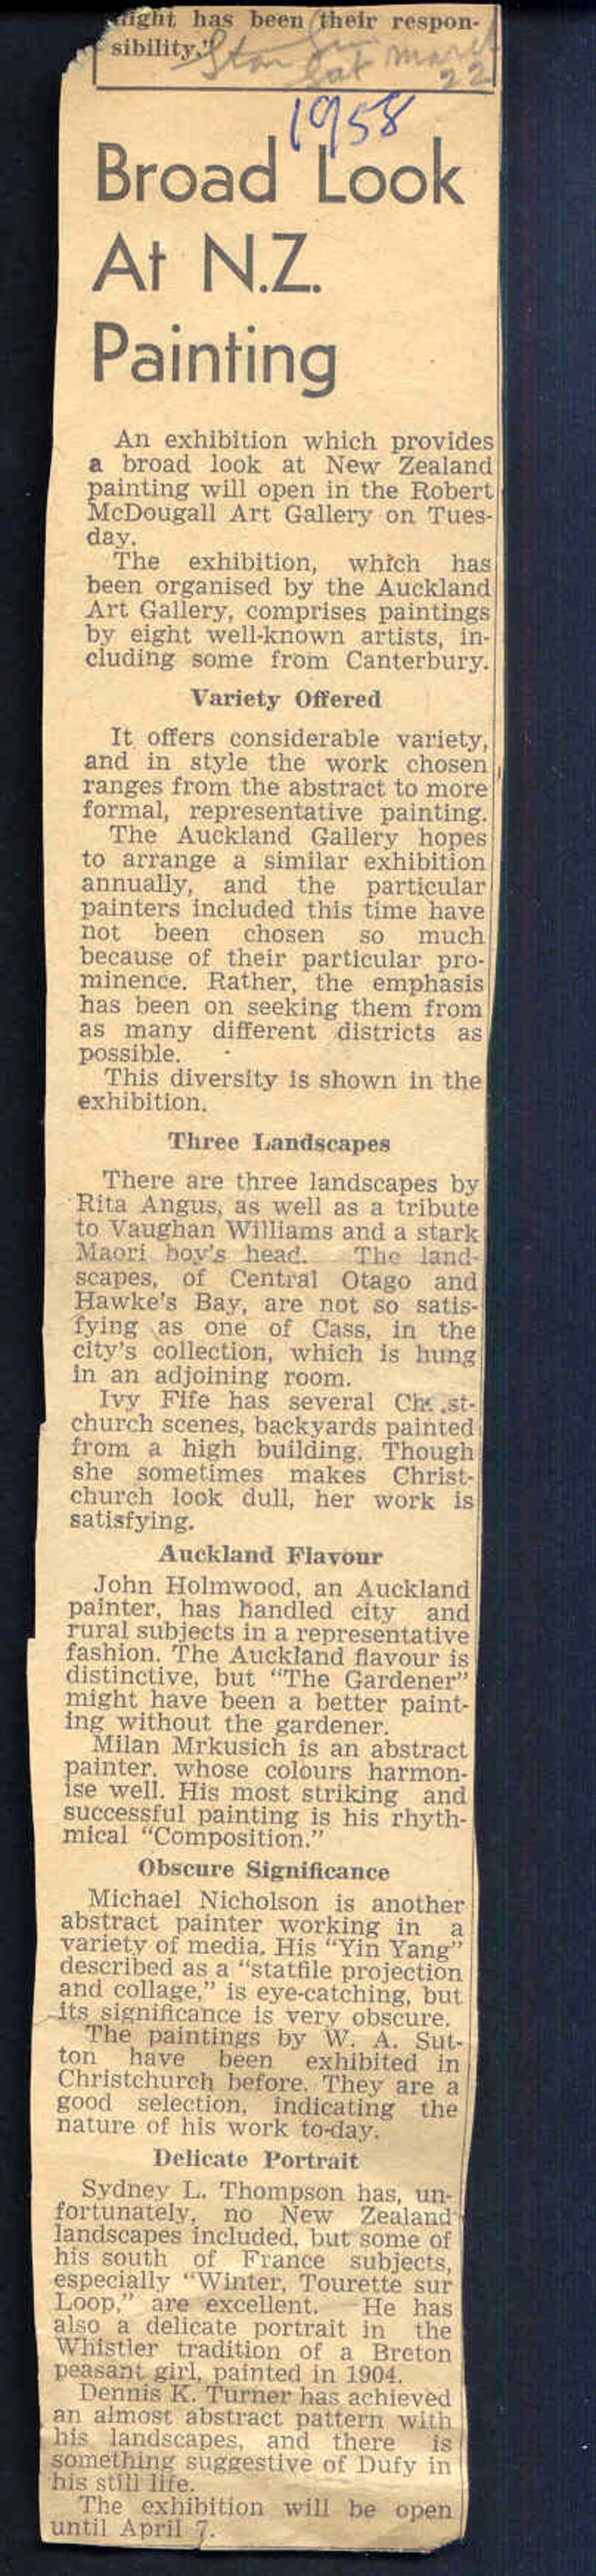 night has been their respon-
sibility."
Star Sun
Sat March
22
1958
Broad Look
At N.Z.
Painting
An exhibition which provides
a broad look at New Zealand
painting will open in the Robert
McDougall Art Gallery on Tues-
day.
The exhibition, which has
been organised by the Auckland
Art Gallery, comprises paintings
by eight well-known artists, in-
cluding some from Canterbury.
Variety Offered
It offers considerable variety,
and in style the work chosen
ranges from the abstract to more
formal, representative painting.
The Auckland Gallery hopes
to arrange a similar exhibition
annually, and the particular
painters included this time have
not been chosen so much
because of their particular pro-
minence. Rather, the emphasis
has been on seeking them from
as many different districts as
possible.
This diversity is shown in the
exhibition.
Three Landscapes
There are three landscapes by
Rita Angus, as well as a tribute
to Vaughan Williams and a stark
Maori boy's head. The land-
scapes, of Central Otago and
Hawke's Bay, are not so satis-
fying as one of Cass, in the
city's collection, which is hung
in an adjoining room.
Ivy Fife has several Ch..st-
church scenes, backyards painted
from a high building. Though
she sometimes makes Christ-
church look dull, her work is
satisfying.
Auckland Flavour
John Holmwood, an Auckland
painter, has handled city and
rural subjects in a representative
fashion. The Auckland flavour is
distinctive, but "The Gardener"
might have been a better paint-
ing without the gardener.
Milan Mrkusich is an abstract
painter, whose colours harmon-
ise well. His most striking and
successful painting is his rhyth-
mical "Composition."
Obscure Significance
Michael Nicholson is another
abstract painter working in a
variety of media. His "Yin Yang"
described as a "statfile projection
and collage," is eye-catching, but
its significance is very obscure.
The paintings by W. A. Sut-
ton have been exhibited in
Christchurch before. They are a
good selection, indicating the
nature of his work to-day.
Delicate Portrait
Sydney L. Thompson has, un-
fortunately, no New Zealand
landscapes included, but some of
his south of France subjects,
especially "Winter, Tourette sur
Loop," are excellent. He has
also a delicate portrait in the
Whistler tradition of a Breton
peasant girl, painted in 1904.
Dennis K. Turner has achieved
an almost abstract pattern with
his landscapes, and there is
something suggestive of Dufy in
his still life.
The exhibition will be open
until April 7.